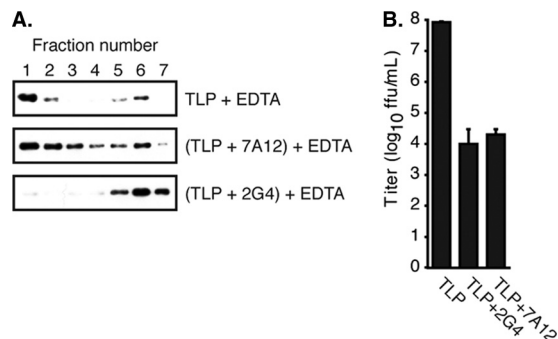 A.
Fraction number
1 2 3 4 5 6 7
TLP + EDTA
(TLP + 7A12) + EDTA
(TLP + 2G4) + EDTA
B.
Titer (log10 ffu/mL)
8
7
6
5
4
3
2
1
0
TLP
TLP+2G4
TLP+7A12